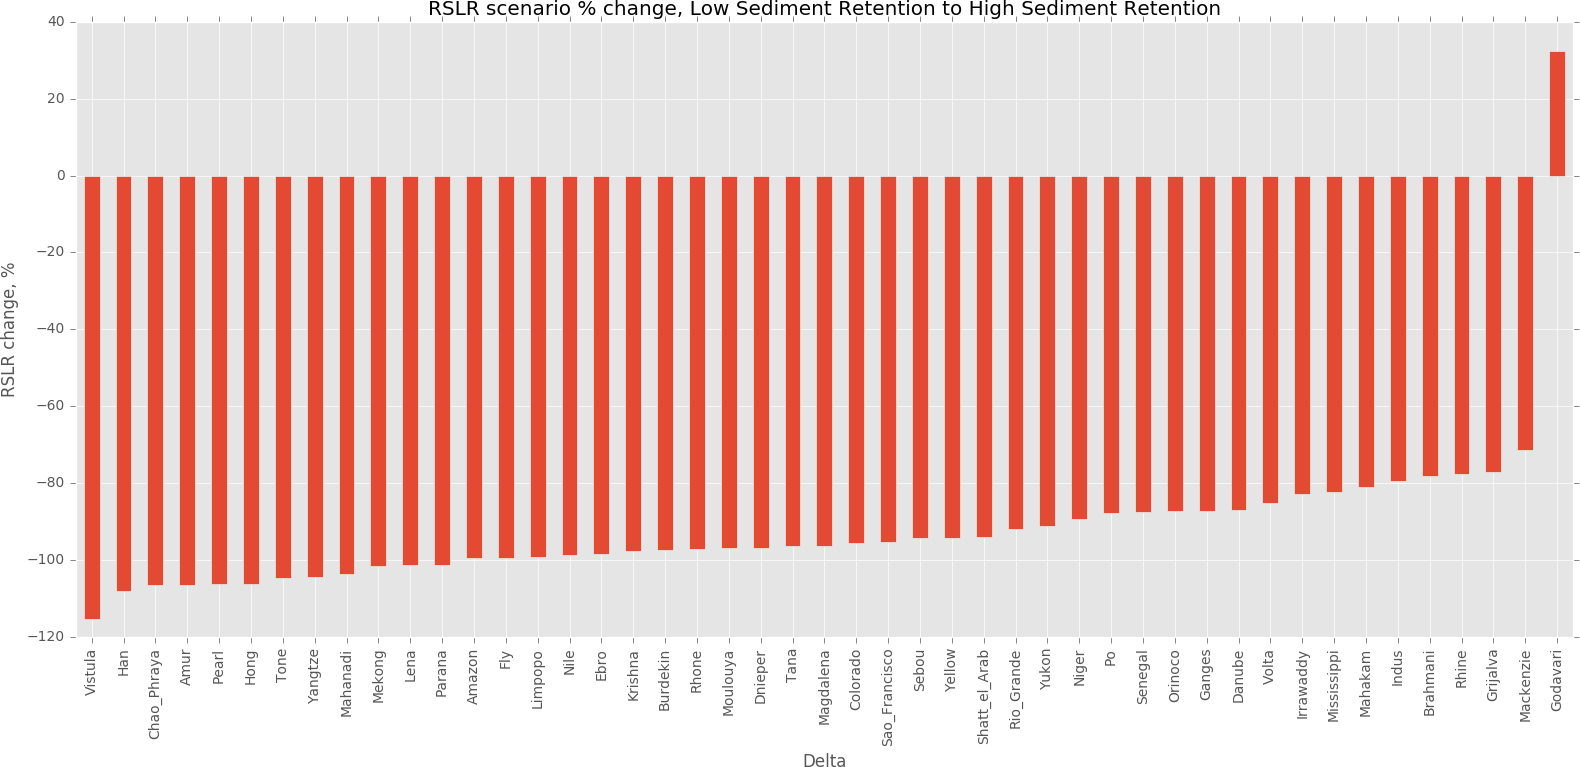 RSLR scenario % change, Low Sediment Retention to High Sediment Retention
40
20
0
−20
−40
−60
−80
−100
−120
RSLR change, %
Vistula
Han
Chao_Phraya
Amur
Pearl
Hong
Tone
Yangtze
Mahanadi
Mekong
Lena
Parana
Amazon
Fly
Limpopo
Nile
Ebro
Krishna
Burdekin
Rhone
Moulouya
Dnieper
Tana
Magdalena
Colorado
Sao_Francisco
Sebou
Yellow
Shatt_el_Arab
Rio_Grande
Yukon
Niger
Po
Senegal
Orinoco
Ganges
Danube
Volta
Irrawaddy
Mississippi
Mahakam
Indus
Brahmani
Rhine
Grijalva
Mackenzie
Godavari
Delta